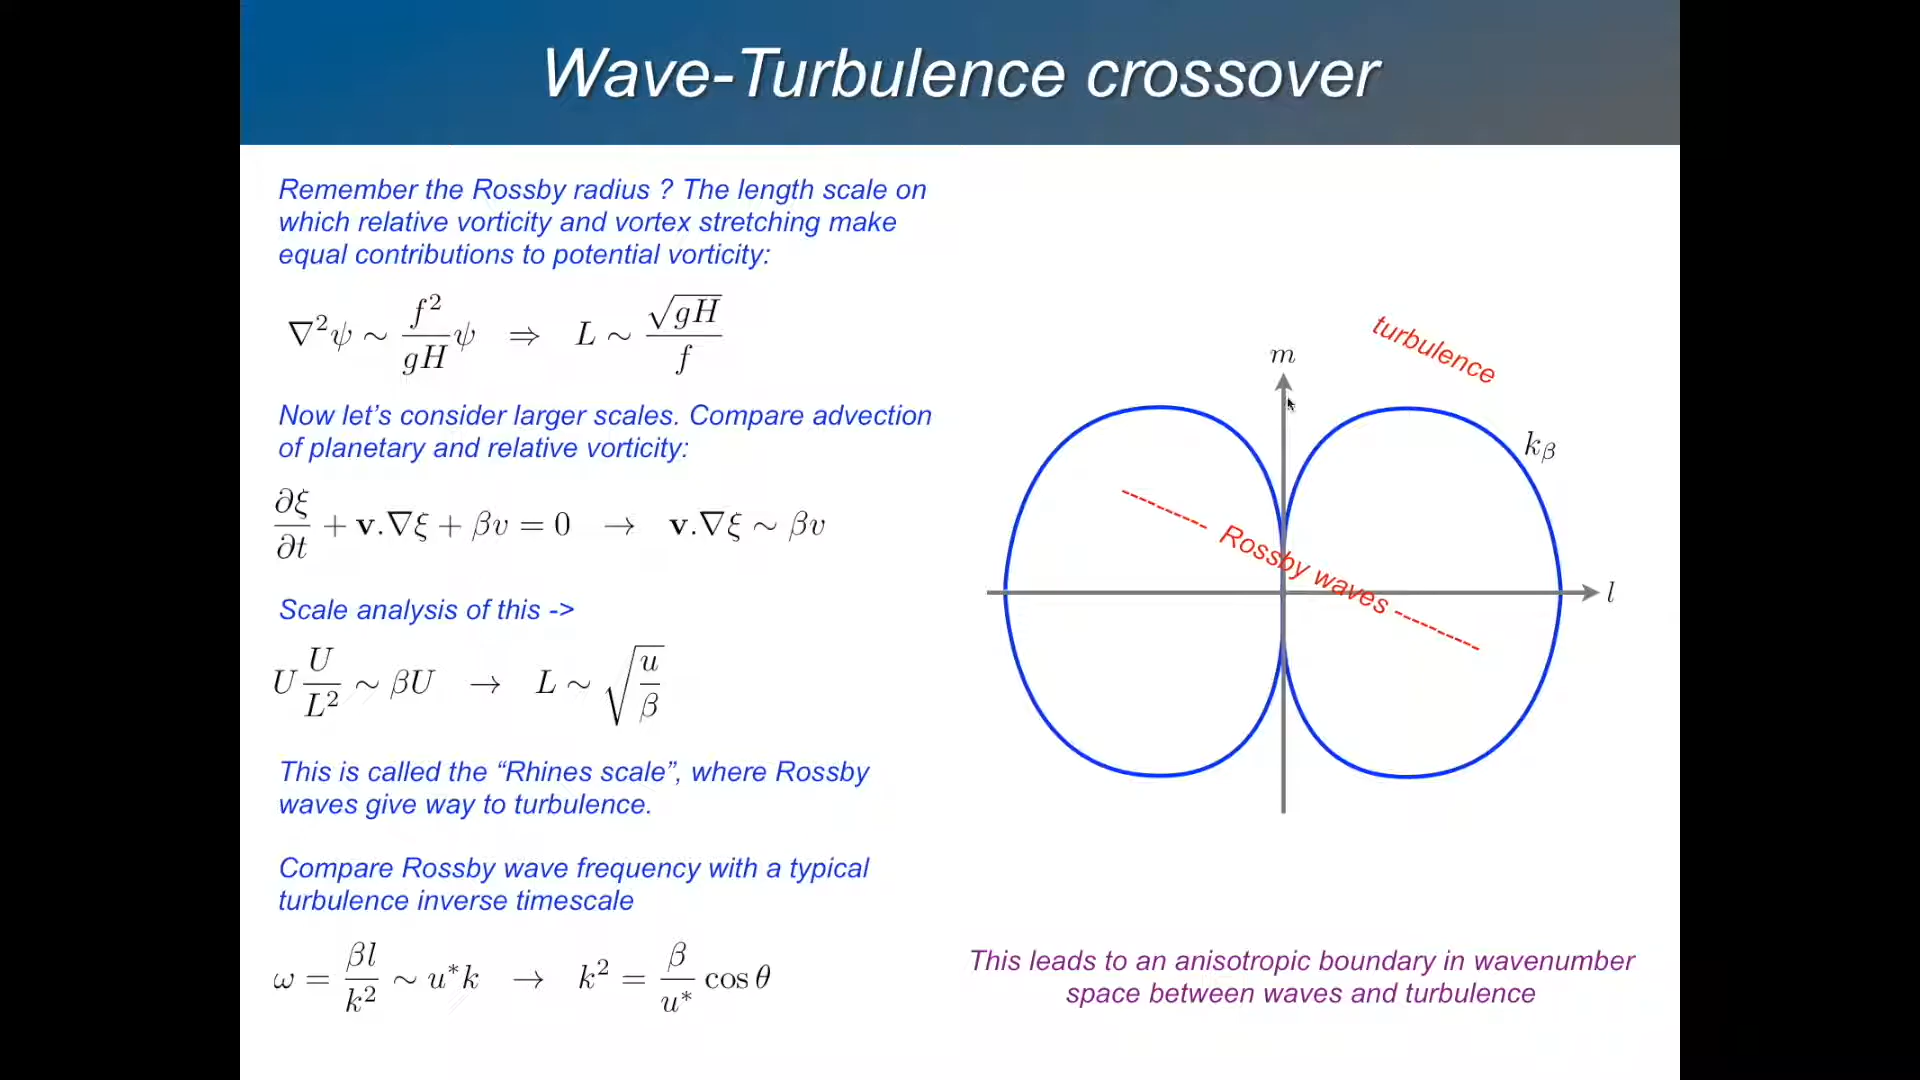 Wave-Turbulence crossover
Remember the Rossby radius ? The length scale on
which relative vorticity and vortex stretching make
equal contributions to potential vorticity:
∇²ψ ∼ f²/gH ψ ⇒ L ∼ √gH/f
Now let's consider larger scales. Compare advection
of planetary and relative vorticity:
∂ξ/∂t + v.∇ξ + βv = 0 → v.∇ξ ∼ βv
Scale analysis of this ->
U U/L² ∼ βU → L ∼ √(u/β)
This is called the “Rhines scale”, where Rossby
waves give way to turbulence.
Compare Rossby wave frequency with a typical
turbulence inverse timescale
ω = βl/k² ∼ u*k → k² = β/u* cos θ
turbulence
m
kβ
Rossby waves
l
This leads to an anisotropic boundary in wavenumber
space between waves and turbulence